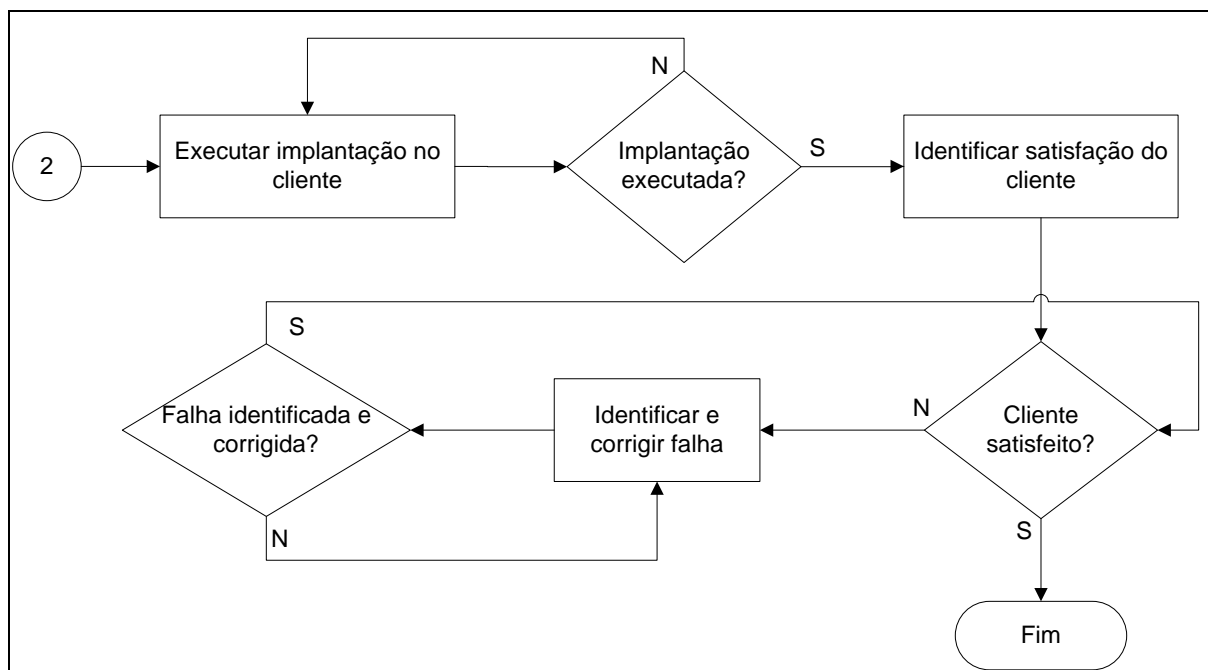 N
2
Executar implantação no
cliente
Implantação
executada?
S
Identificar satisfação do
cliente
S
Falha identificada e
corrigida?
N
Identificar e
corrigir falha
N
Cliente
satisfeito?
S
Fim